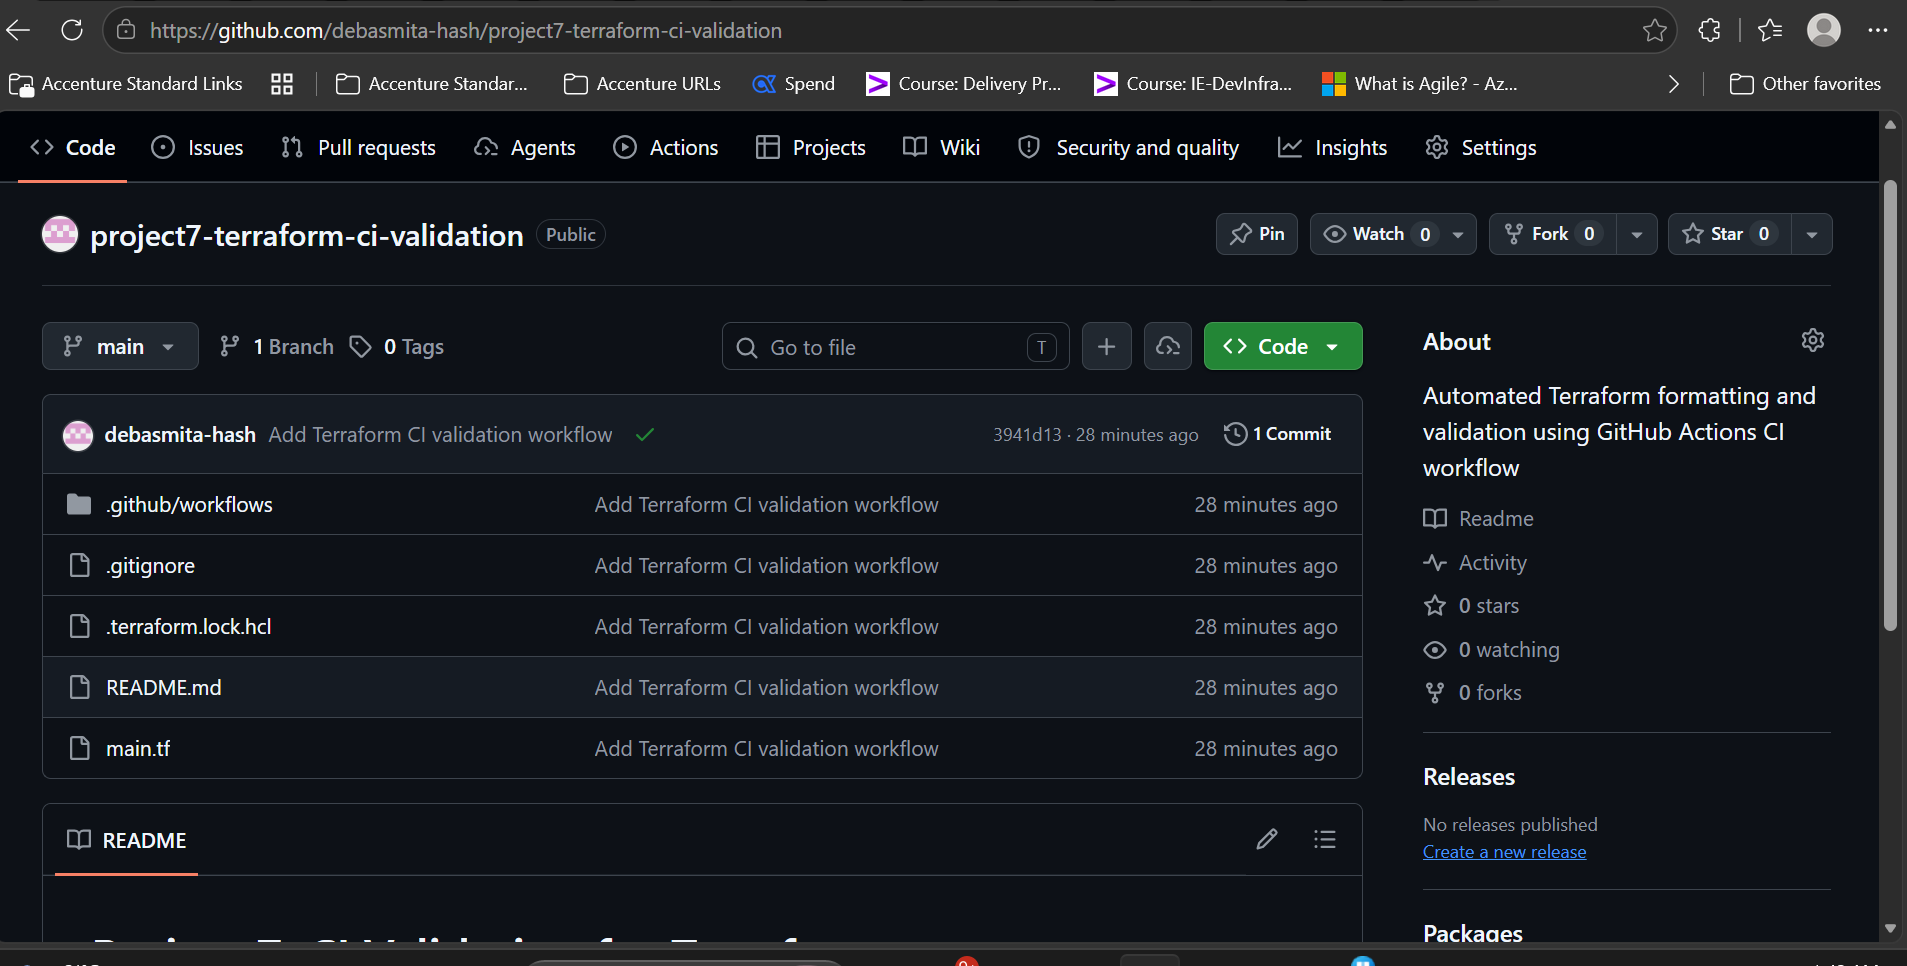 https://github.com/debasmita-hash/project7-terraform-ci-validation
Accenture Standard Links
Accenture Standar...
Accenture URLs
Spend
Course: Delivery Pr...
Course: IE-DevInfra...
What is Agile? - Az...
Other favorites
Code
Issues
Pull requests
Agents
Actions
Projects
Wiki
Security and quality
Insights
Settings
project7-terraform-ci-validation
Public
Pin
Watch 0
Fork 0
Star 0
main
1 Branch
0 Tags
Go to file
T
Code
debasmita-hash Add Terraform CI validation workflow
3941d13 · 28 minutes ago
1 Commit
.github/workflows Add Terraform CI validation workflow 28 minutes ago
.gitignore Add Terraform CI validation workflow 28 minutes ago
.terraform.lock.hcl Add Terraform CI validation workflow 28 minutes ago
README.md Add Terraform CI validation workflow 28 minutes ago
main.tf Add Terraform CI validation workflow 28 minutes ago
README
About
Automated Terraform formatting and
validation using GitHub Actions CI
workflow
Readme
Activity
0 stars
0 watching
0 forks
Releases
No releases published
Create a new release
Packages